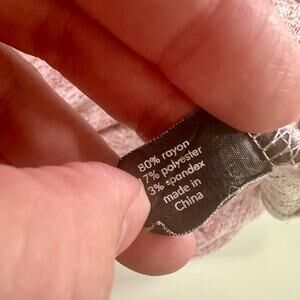 80% rayon
7% polyester
3% spandex
made in
China